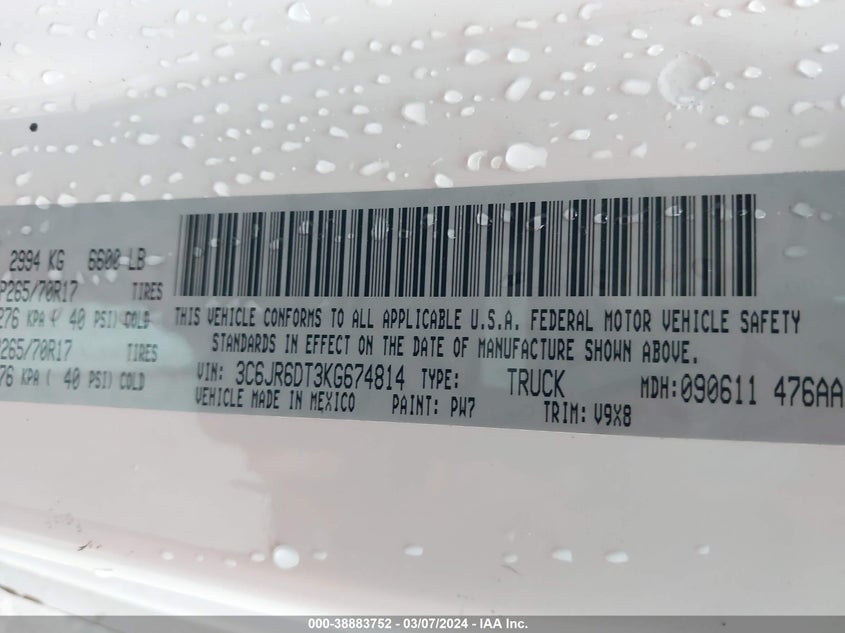 2994 KG 6600 LB
P265/70R17 TIRES
276 KPA ( 40 PSI) COLD
P265/70R17 TIRES
76 KPA ( 40 PSI) COLD
THIS VEHICLE CONFORMS TO ALL APPLICABLE U.S.A. FEDERAL MOTOR VEHICLE SAFETY
STANDARDS IN EFFECT ON THE DATE OF MANUFACTURE SHOWN ABOVE.
VIN: 3C6JR6DT3KG674814 TYPE: TRUCK MDH:090611 476AA
VEHICLE MADE IN MEXICO PAINT: PW7 TRIM: V9X8
000-38883752 - 03/07/2024 - IAA Inc.